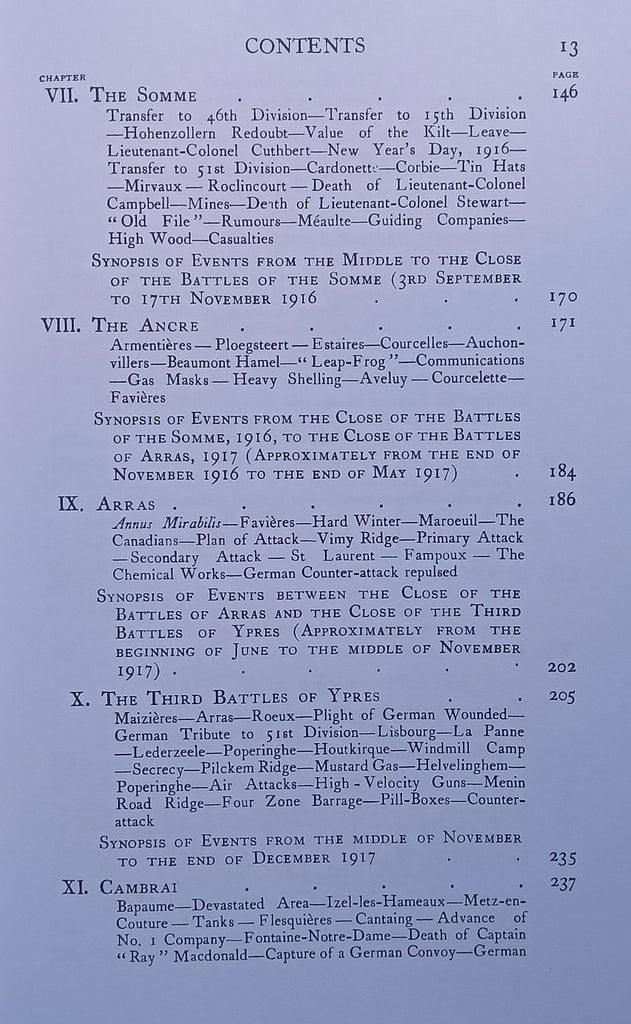 CONTENTS 13
CHAPTER PAGE
VII. THE SOMME . . . . . 146
Transfer to 46th Division—Transfer to 15th Division
—Hohenzollern Redoubt—Value of the Kilt—Leave—
Lieutenant-Colonel Cuthbert—New Year's Day, 1916—
Transfer to 51st Division—Cardonette—Corbie—Tin Hats
—Mirvaux — Roclincourt — Death of Lieutenant-Colonel
Campbell—Mines—Death of Lieutenant-Colonel Stewart—
“Old File”—Rumours—Méaulte—Guiding Companies—
High Wood—Casualties
SYNOPSIS OF EVENTS FROM THE MIDDLE TO THE CLOSE
OF THE BATTLES OF THE SOMME (3RD SEPTEMBER
TO 17TH NOVEMBER 1916 . . . 170
VIII. THE ANCRE . . . . . 171
Armentières — Ploegsteert — Estaires—Courcelles—Auchon-
villers—Beaumont Hamel—“Leap-Frog”—Communications
—Gas Masks — Heavy Shelling—Aveluy — Courcelette—
Favières
SYNOPSIS OF EVENTS FROM THE CLOSE OF THE BATTLES
OF THE SOMME, 1916, TO THE CLOSE OF THE BATTLES
OF ARRAS, 1917 (APPROXIMATELY FROM THE END OF
NOVEMBER 1916 TO THE END OF MAY 1917) . 184
IX. ARRAS . . . . . . 186
Annus Mirabilis—Favières—Hard Winter—Maroeuil—The
Canadians—Plan of Attack—Vimy Ridge—Primary Attack
—Secondary Attack — St Laurent — Fampoux — The
Chemical Works—German Counter-attack repulsed
SYNOPSIS OF EVENTS BETWEEN THE CLOSE OF THE
BATTLES OF ARRAS AND THE CLOSE OF THE THIRD
BATTLES OF YPRES (APPROXIMATELY FROM THE
BEGINNING OF JUNE TO THE MIDDLE OF NOVEMBER
1917) . . . . . . 202
X. THE THIRD BATTLES OF YPRES . . 205
Maizières—Arras—Roeux—Plight of German Wounded—
German Tribute to 51st Division—Lisbourg—La Panne
—Lederzeele—Poperinghe—Houtkirque—Windmill Camp
—Secrecy—Pilckem Ridge—Mustard Gas—Helvelinghem—
Poperinghe—Air Attacks—High-Velocity Guns—Menin
Road Ridge—Four Zone Barrage—Pill-Boxes—Counter-
attack
SYNOPSIS OF EVENTS FROM THE MIDDLE OF NOVEMBER
TO THE END OF DECEMBER 1917 . . 235
XI. CAMBRAI . . . . . 237
Bapaume—Devastated Area—Izel-les-Hameaux—Metz-en-
Couture — Tanks — Flesquières — Cantaing — Advance of
No. 1 Company—Fontaine-Notre-Dame—Death of Captain
“Ray” Macdonald—Capture of a German Convoy—German